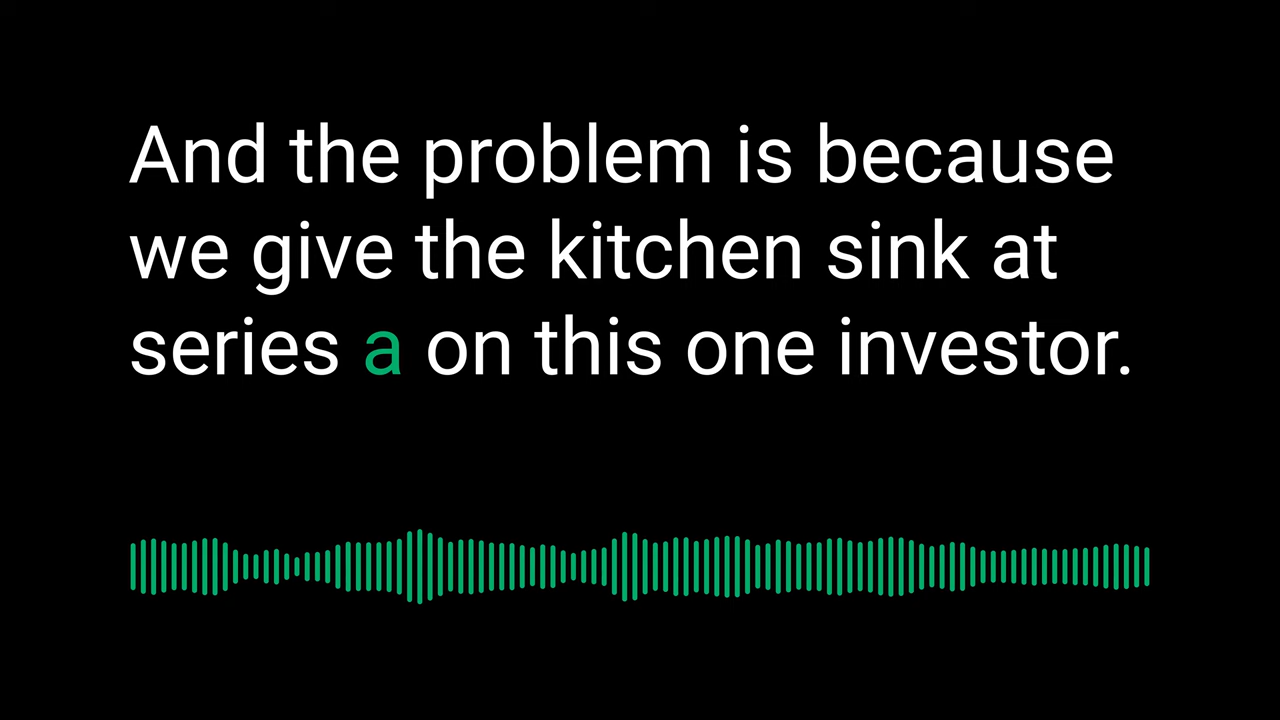 And the problem is because
we give the kitchen sink at
series a on this one investor.